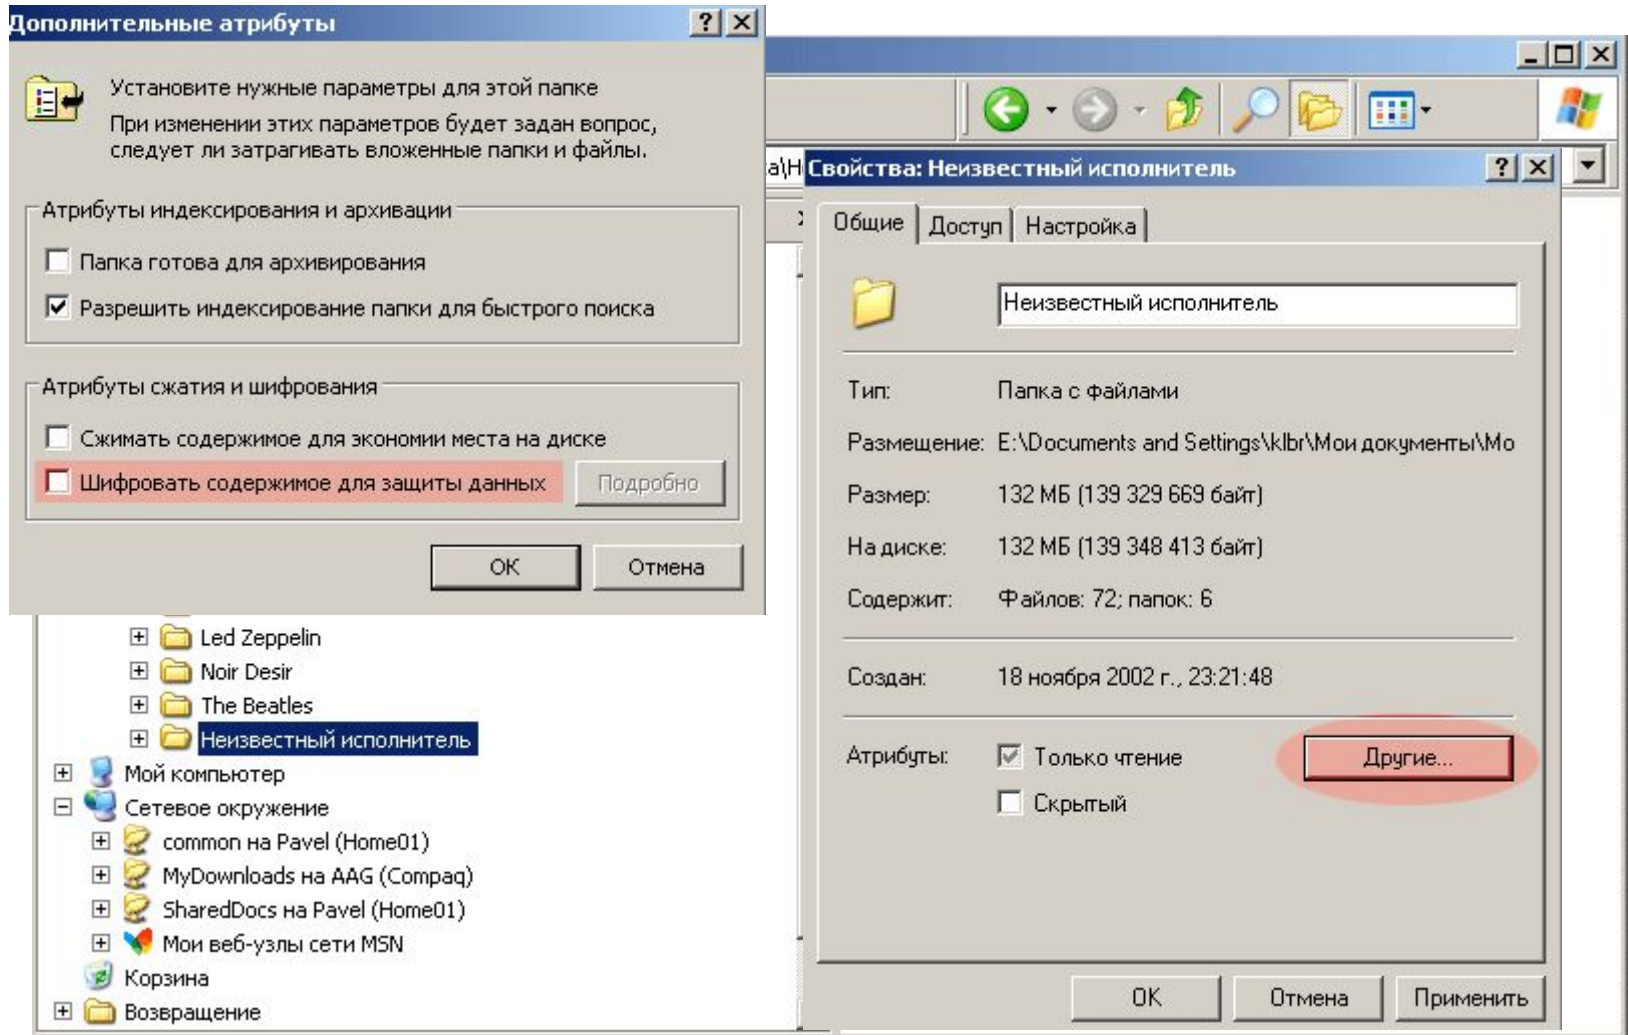 Дополнительные атрибуты
Установите нужные параметры для этой папке
При изменении этих параметров будет задан вопрос,
следует ли затрагивать вложенные папки и файлы.
Атрибуты индексирования и архивации
Папка готова для архивирования
Разрешить индексирование папки для быстрого поиска
Атрибуты сжатия и шифрования
Сжимать содержимое для экономии места на диске
Шифровать содержимое для защиты данных
Подробно
OK
Отмена
Led Zeppelin
Noir Desir
The Beatles
Неизвестный исполнитель
Мой компьютер
Сетевое окружение
common на Pavel (Home01)
MyDownloads на AAG (Compaq)
SharedDocs на Pavel (Home01)
Мои веб-узлы сети MSN
Корзина
Возвращение
Свойства: Неизвестный исполнитель
Общие Доступ Настройка
Неизвестный исполнитель
Тип: Папка с файлами
Размещение: E:\Documents and Settings\klbr\Мои документы\Мо
Размер: 132 МБ (139 329 669 байт)
На диске: 132 МБ (139 348 413 байт)
Содержит: Файлов: 72; папок: 6
Создан: 18 ноября 2002 г., 23:21:48
Атрибуты: Только чтение Другие...
Скрытый
OK Отмена Применить